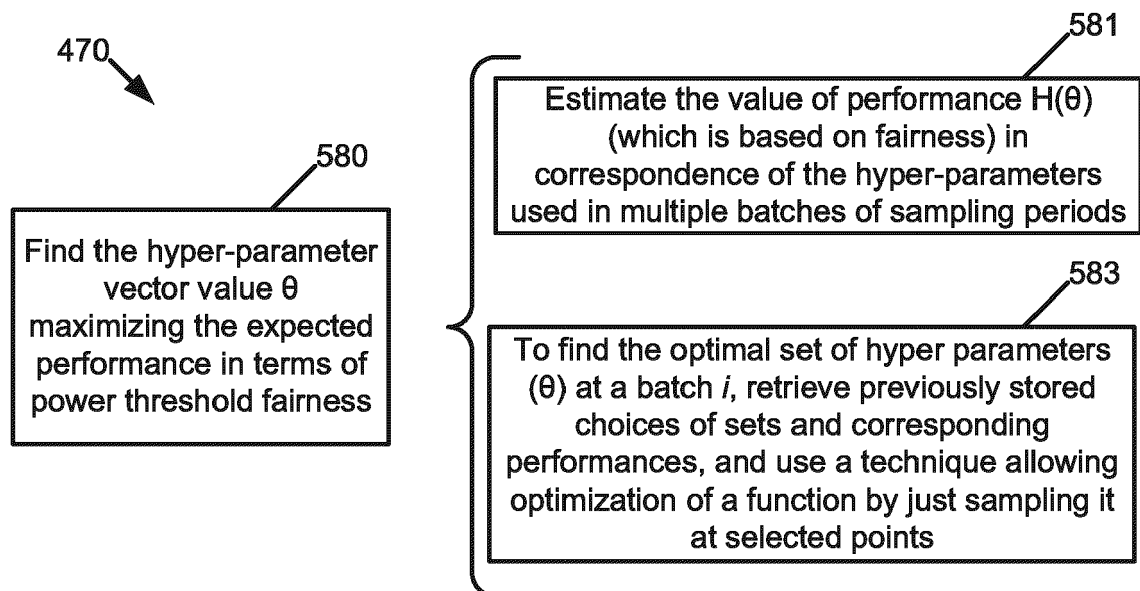 470
580
Find the hyper-parameter
vector value θ
maximizing the expected
performance in terms of
power threshold fairness
581
Estimate the value of performance H(θ)
(which is based on fairness) in
correspondence of the hyper-parameters
used in multiple batches of sampling periods
583
To find the optimal set of hyper parameters
(θ) at a batch i, retrieve previously stored
choices of sets and corresponding
performances, and use a technique allowing
optimization of a function by just sampling it
at selected points